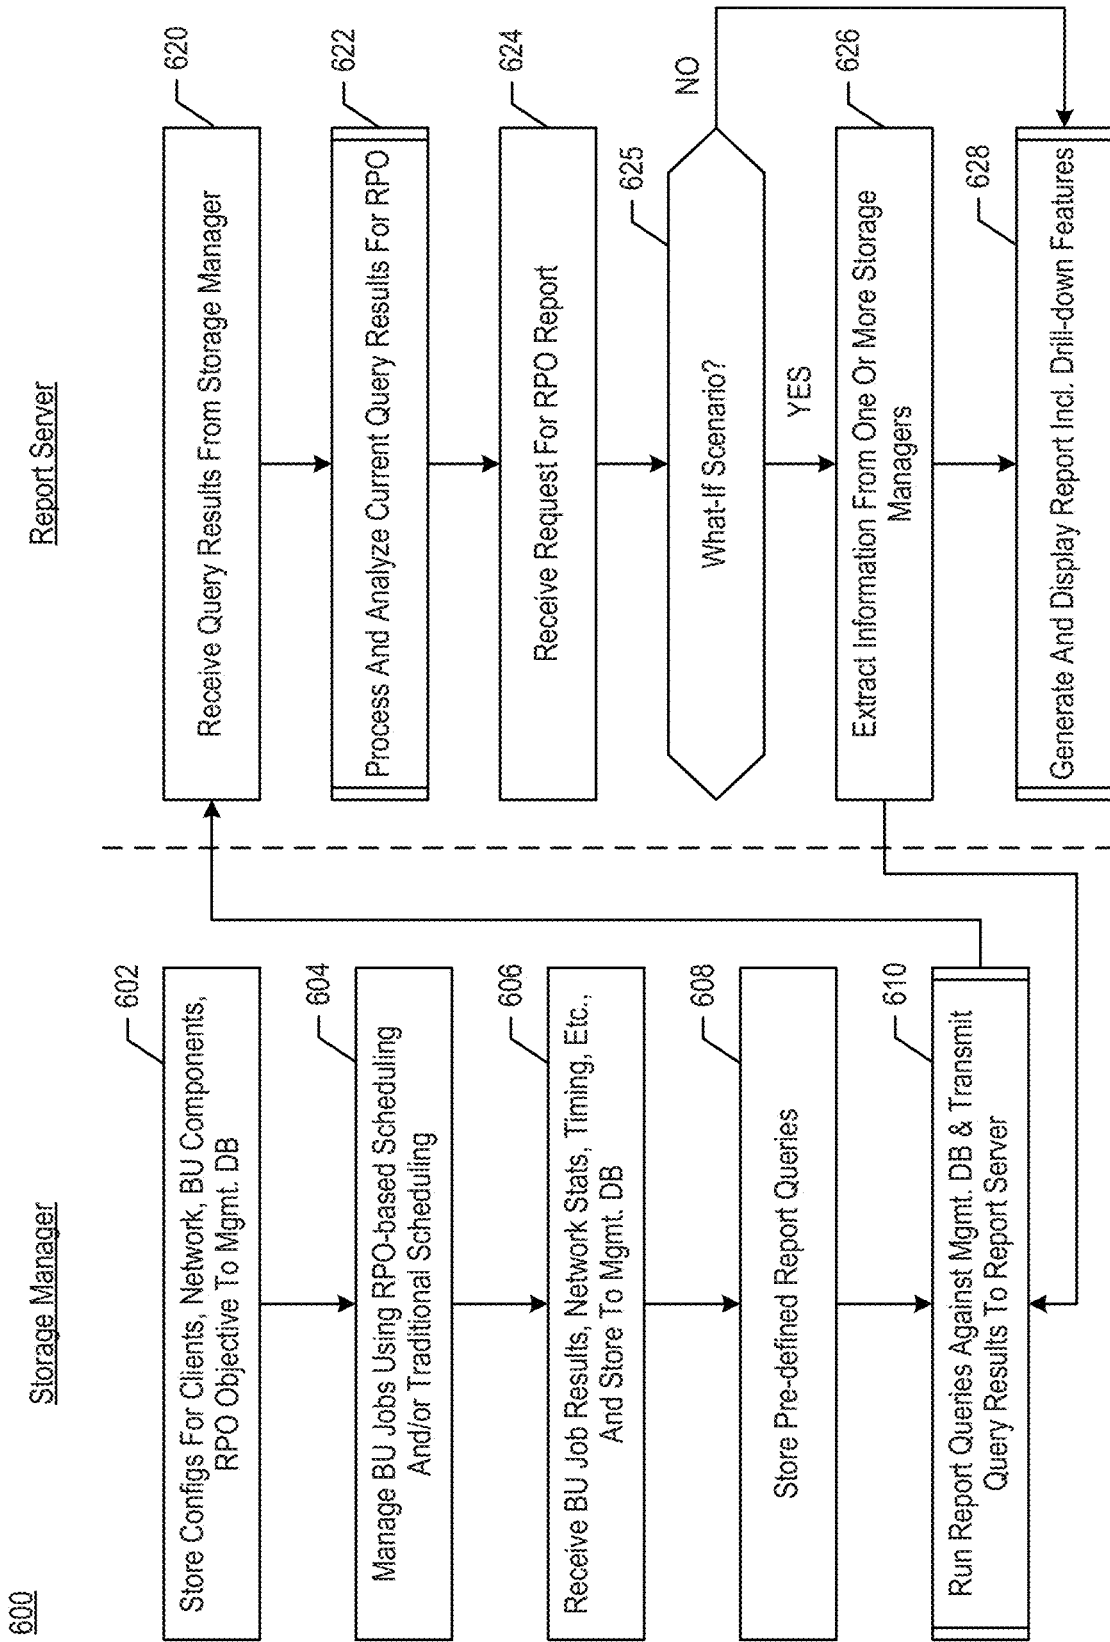 600
Storage Manager
602
Store Configs For Clients, Network, BU Components,
RPO Objective To Mgmt. DB
604
Manage BU Jobs Using RPO-based Scheduling
And/or Traditional Scheduling
606
Receive BU Job Results, Network Stats, Timing, Etc.,
And Store To Mgmt. DB
608
Store Pre-defined Report Queries
610
Run Report Queries Against Mgmt. DB & Transmit
Query Results To Report Server
Report Server
620
Receive Query Results From Storage Manager
622
Process And Analyze Current Query Results For RPO
624
Receive Request For RPO Report
625
What-If Scenario?
NO
YES
626
Extract Information From One Or More Storage
Managers
628
Generate And Display Report Incl. Drill-down Features